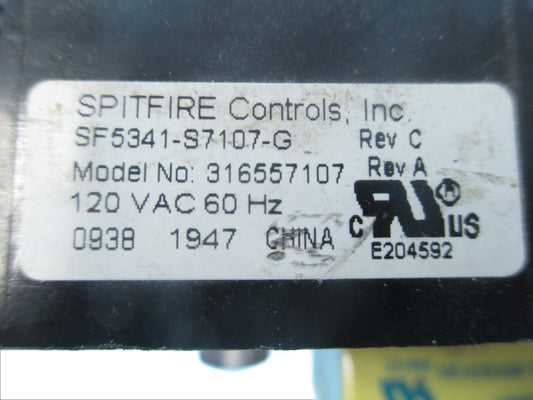 SPITFIRE Controls, Inc.
SF5341-S7107-G Rev C
Model No: 316557107 Rev A
120 VAC 60 Hz
c RU ® US
0938 1947 CHINA
E204592